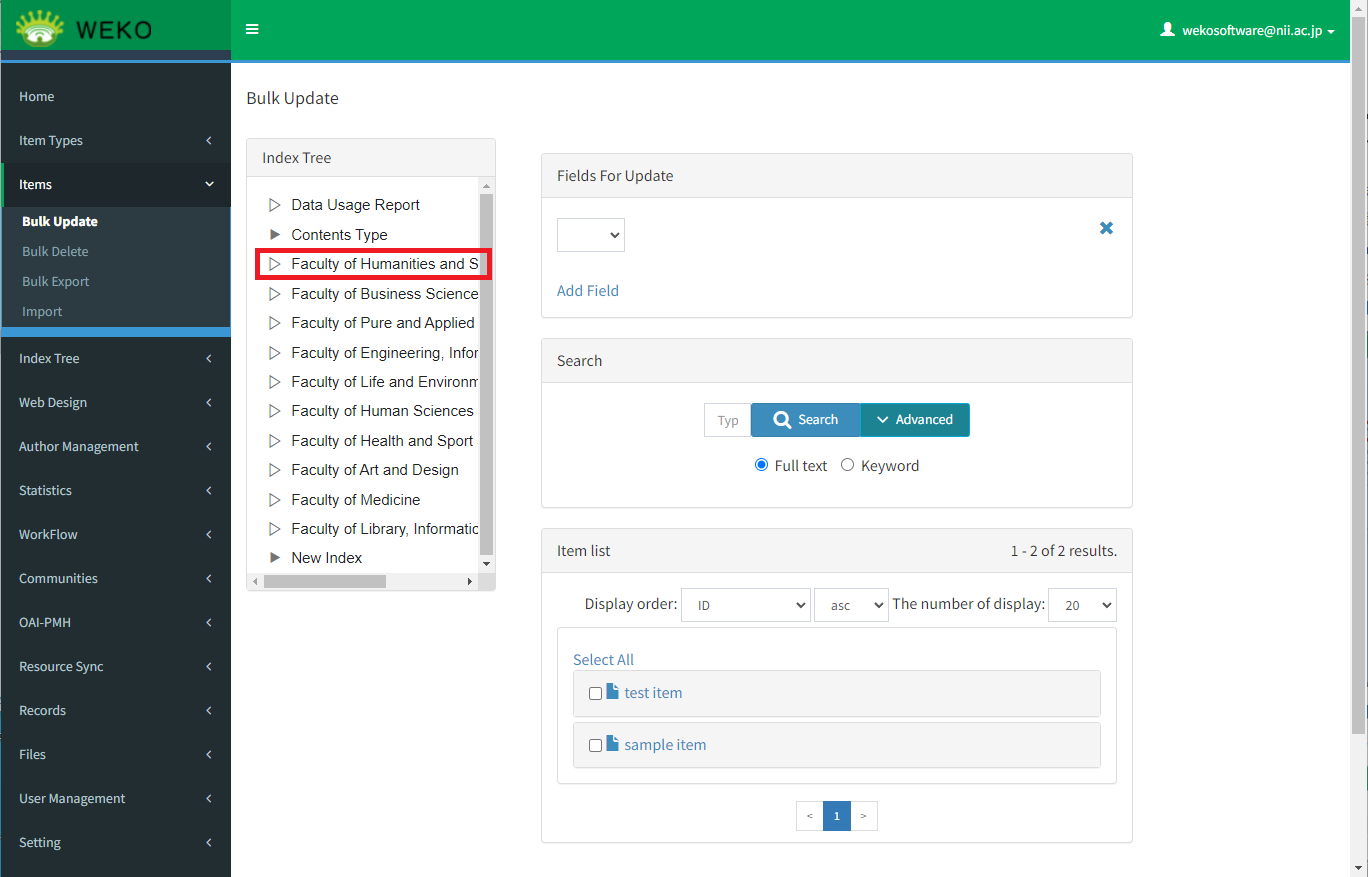 WEKO
wekosoftware@nii.ac.jp
Home
Item Types
Items
Bulk Update
Bulk Delete
Bulk Export
Import
Index Tree
Web Design
Author Management
Statistics
WorkFlow
Communities
OAI-PMH
Resource Sync
Records
Files
User Management
Setting
Bulk Update
Index Tree
Data Usage Report
Contents Type
Faculty of Humanities and S
Faculty of Business Science
Faculty of Pure and Applied
Faculty of Engineering, Infor
Faculty of Life and Environm
Faculty of Human Sciences
Faculty of Health and Sport
Faculty of Art and Design
Faculty of Medicine
Faculty of Library, Informatic
New Index
Fields For Update
Add Field
Search
Typ Search Advanced
Full text Keyword
Item list 1 - 2 of 2 results.
Display order: ID asc The number of display: 20
Select All
test item
sample item
< 1 >